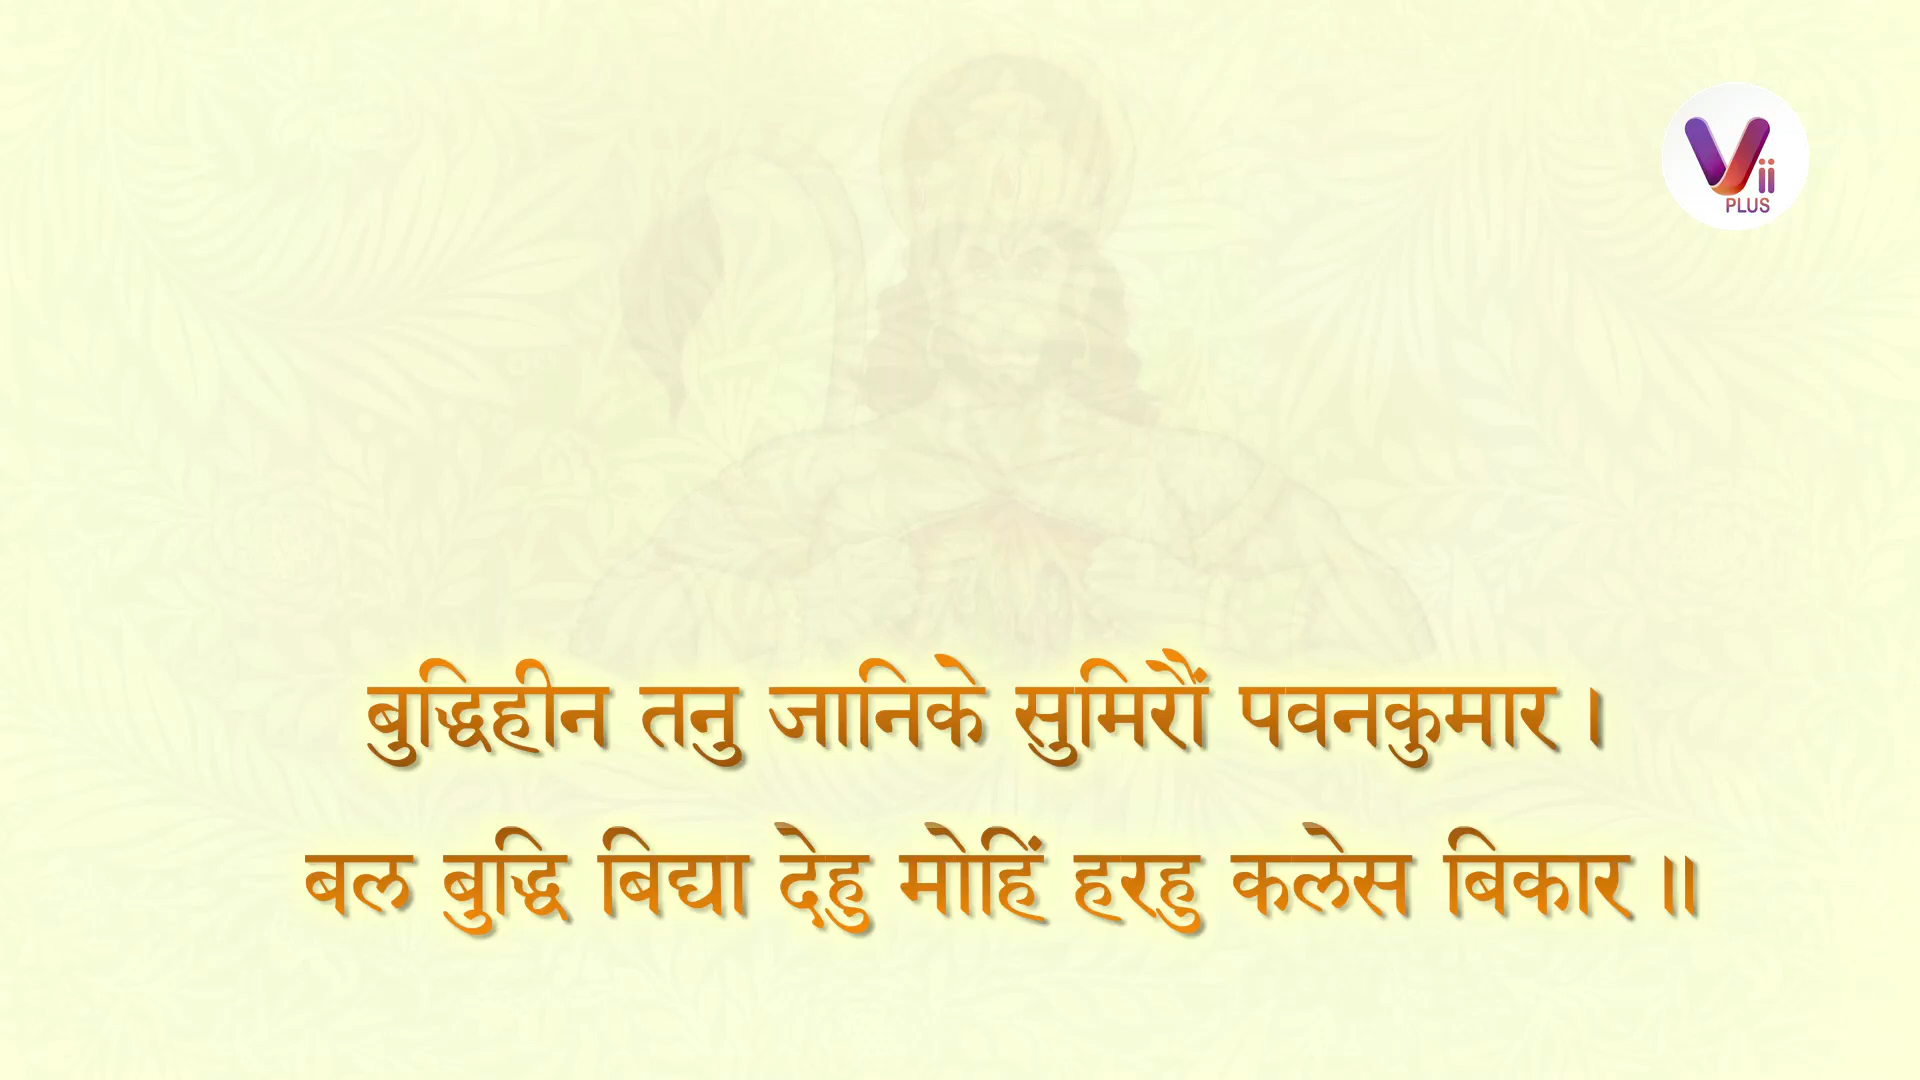 Vii
PLUS
बुद्धिहीन तनु जानिके सुमिरौं पवनकुमार ।
बल बुद्धि बिद्या देहु मोहिं हरहु कलेस बिकार ॥